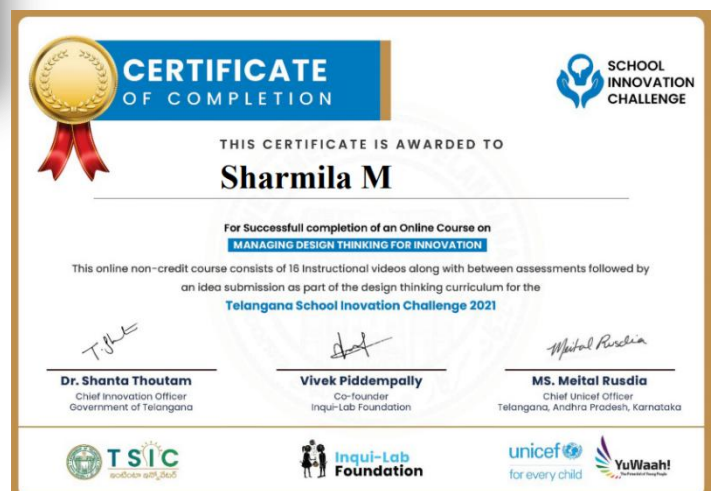 CERTIFICATE
OF COMPLETION
SCHOOL
INNOVATION
CHALLENGE
THIS CERTIFICATE IS AWARDED TO
Sharmila M
For Successfull completion of an Online Course on
MANAGING DESIGN THINKING FOR INNOVATION
This online non-credit course consists of 16 Instructional videos along with between assessments followed by
an idea submission as part of the design thinking curriculum for the
Telangana School Inovation Challenge 2021
Dr. Shanta Thoutam
Chief Innovation Officer
Government of Telangana
Vivek Piddempally
Co-founder
Inqui-Lab Foundation
Meital Rusdia
MS. Meital Rusdia
Chief Unicef Officer
Telangana, Andhra Pradesh, Karnataka
TSIC
ఇంటింటా ఇన్నోవేటర్
Inqui-Lab
Foundation
unicef
for every child
YuWaah!